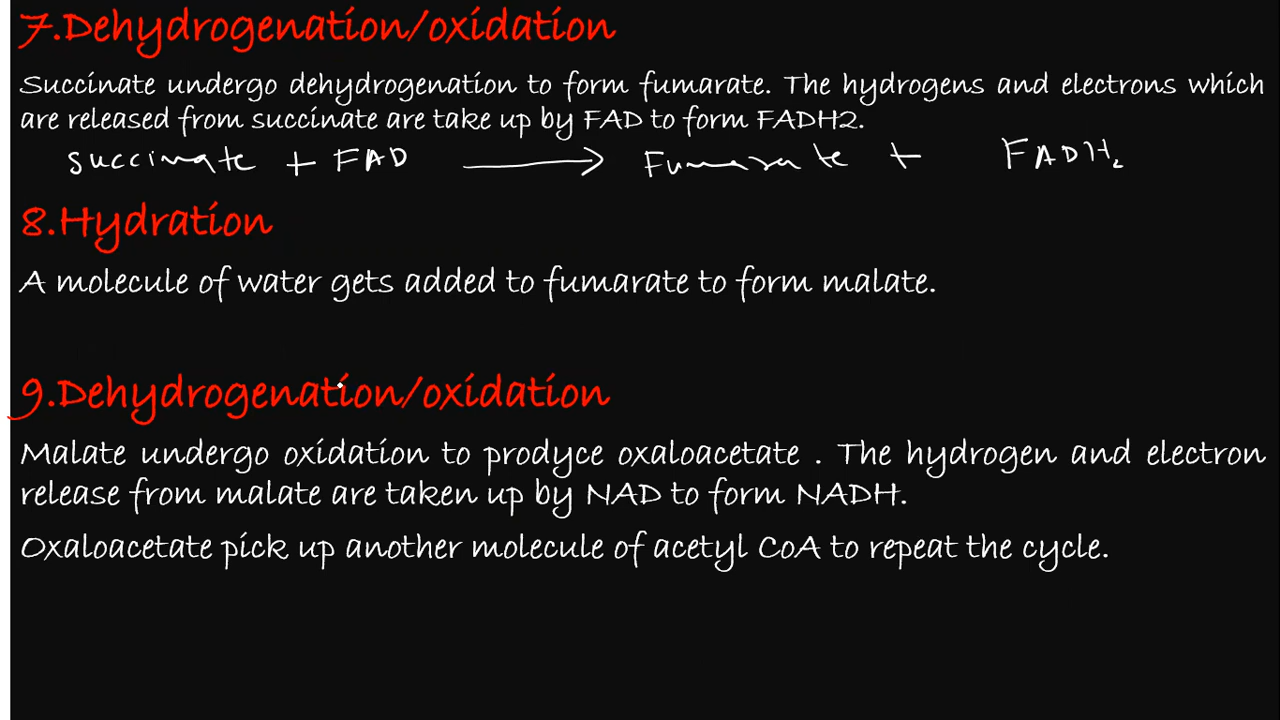 7.Dehydrogenation/oxidation
Succinate undergo dehydrogenation to form fumarate. The hydrogens and electrons which
are released from succinate are take up by FAD to form FADH2.
Succinate + FAD → Fumarate + FADH₂
8.Hydration
A molecule of water gets added to fumarate to form malate.
9.Dehydrogenation/oxidation
Malate undergo oxidation to produce oxaloacetate . The hydrogen and electron
release from malate are taken up by NAD to form NADH.
Oxaloacetate pick up another molecule of acetyl CoA to repeat the cycle.